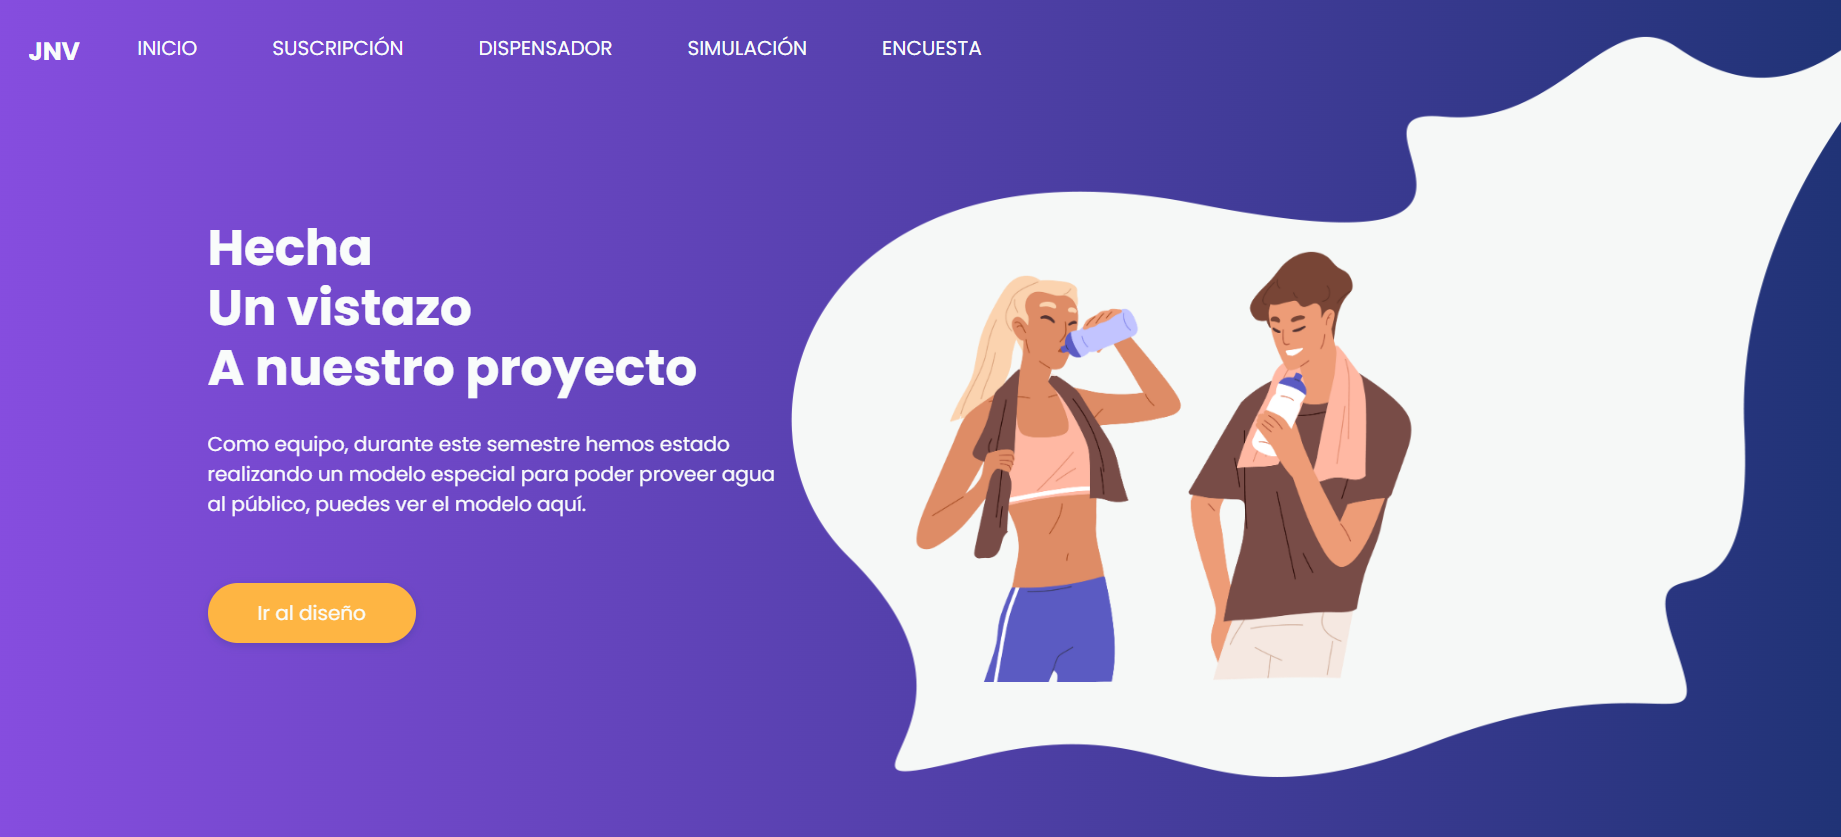 JNV
INICIO
SUSCRIPCIÓN
DISPENSADOR
SIMULACIÓN
ENCUESTA
Hecha
Un vistazo
A nuestro proyecto
Como equipo, durante este semestre hemos estado
realizando un modelo especial para poder proveer agua
al público, puedes ver el modelo aquí.
Ir al diseño